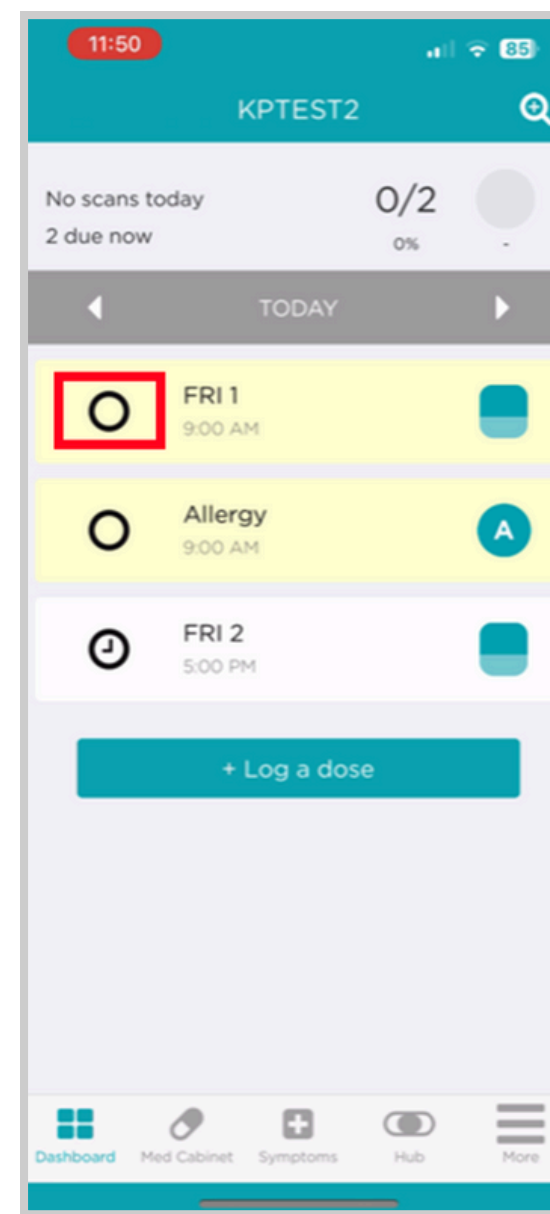 11:50
85
KPTEST2
No scans today
2 due now
0/2
0%
-
TODAY
FRI 1
9:00 AM
Allergy
9:00 AM
A
FRI 2
5:00 PM
+ Log a dose
Dashboard
Med Cabinet
Symptoms
Hub
More